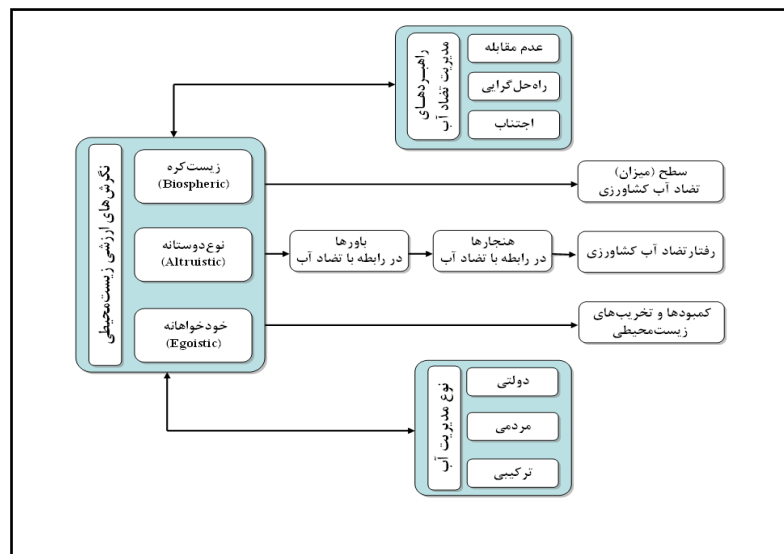 راهبردهای
مدیریت تضاد آب
عدم مقابله
راه‌حل‌گرایی
اجتناب
نگرش‌های ارزشی زیست‌محیطی
زیست‌کره
(Biospheric)
نوع‌دوستانه
(Altruistic)
خودخواهانه
(Egoistic)
سطح (میزان)
تضاد آب کشاورزی
باورها
در رابطه با تضاد آب
هنجارها
در رابطه با تضاد آب
رفتار تضاد آب کشاورزی
کمبودها و تخریب‌های
زیست‌محیطی
نوع مدیریت آب
دولتی
مردمی
ترکیبی